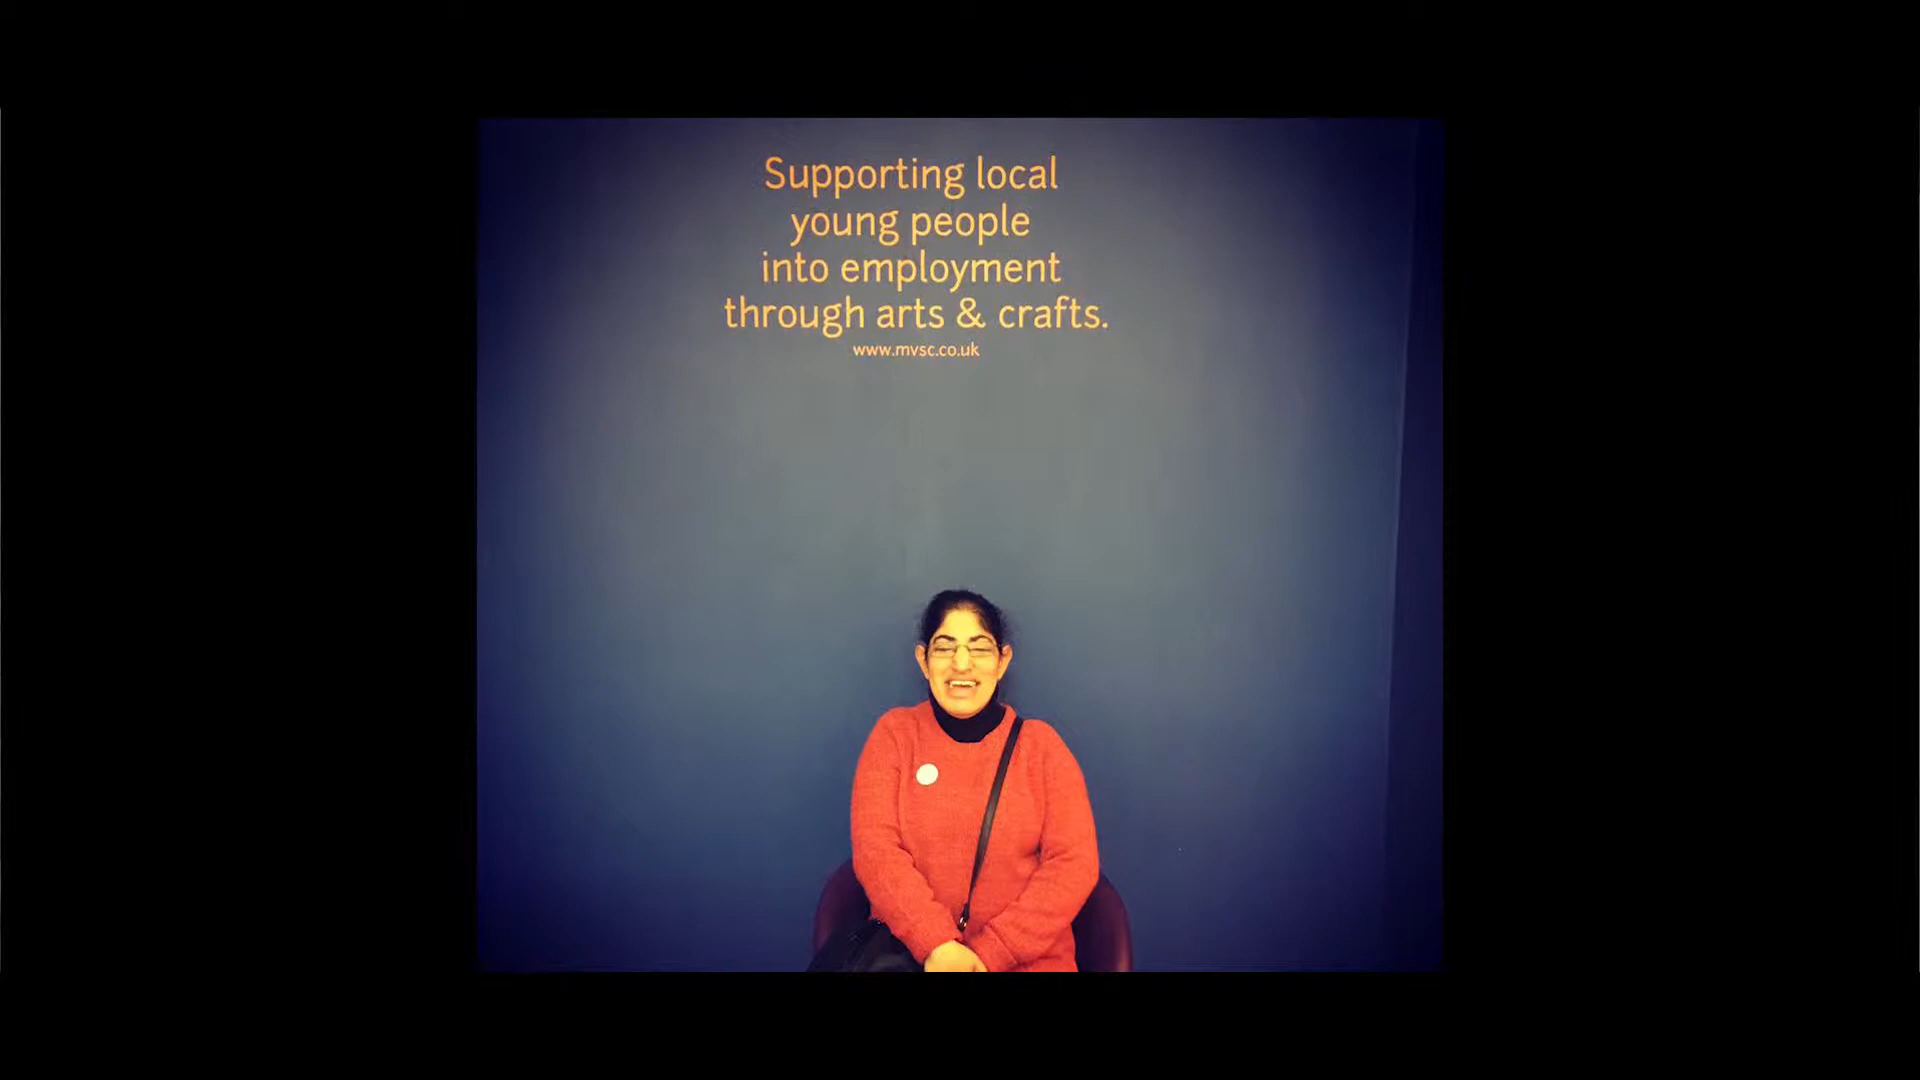 Supporting local
young people
into employment
through arts & crafts.
www.mvsc.co.uk